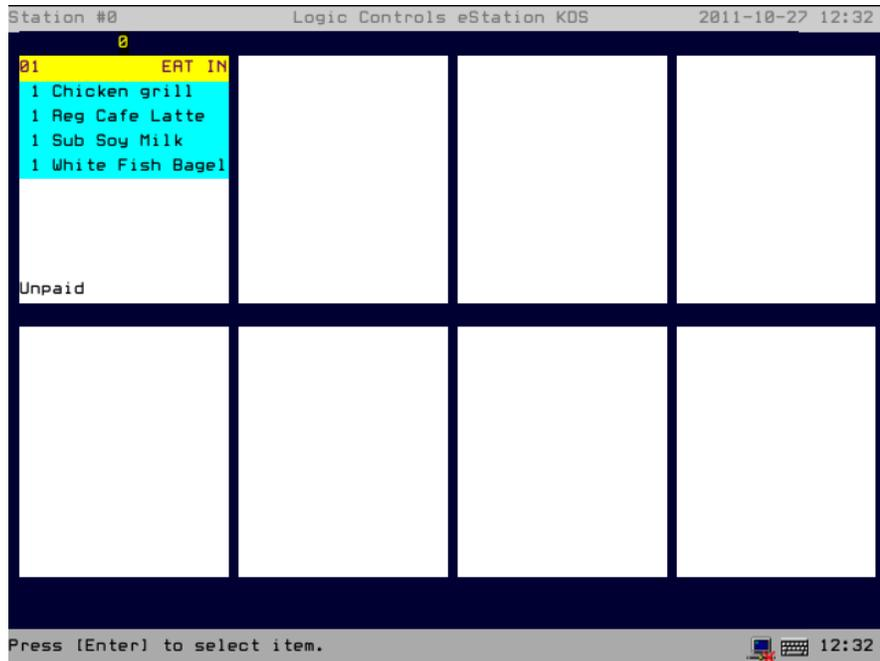 Station #0 Logic Controls eStation KDS 2011-10-27 12:32
0
01 EAT IN
1 Chicken grill
1 Reg Cafe Latte
1 Sub Soy Milk
1 White Fish Bagel
Unpaid
Press [Enter] to select item. 12:32